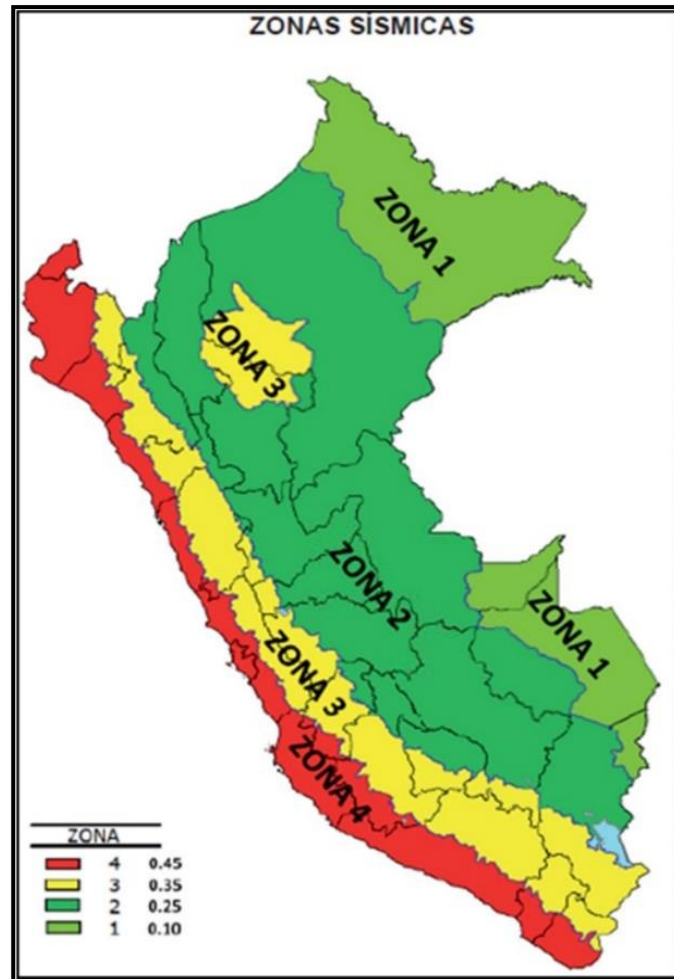 ZONAS SÍSMICAS
ZONA 1
ZONA 3
ZONA 2
ZONA 1
ZONA 3
ZONA 4
ZONA
4 0.45
3 0.35
2 0.25
1 0.10